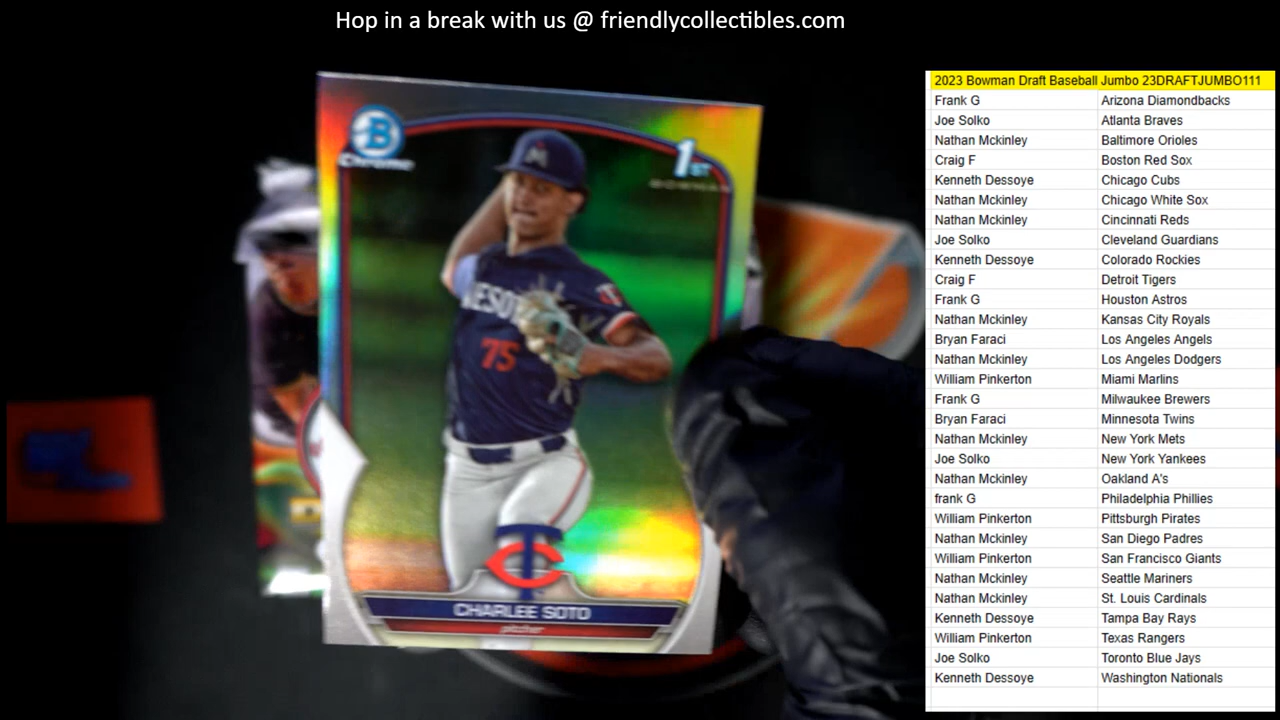 Hop in a break with us @ friendlycollectibles.com
2023 Bowman Draft Baseball Jumbo 23DRAFTJUMBO111
Frank G Arizona Diamondbacks
Joe Solko Atlanta Braves
Nathan Mckinley Baltimore Orioles
Craig F Boston Red Sox
Kenneth Dessoye Chicago Cubs
Nathan Mckinley Chicago White Sox
Nathan Mckinley Cincinnati Reds
Joe Solko Cleveland Guardians
Kenneth Dessoye Colorado Rockies
Craig F Detroit Tigers
Frank G Houston Astros
Nathan Mckinley Kansas City Royals
Bryan Faraci Los Angeles Angels
Nathan Mckinley Los Angeles Dodgers
William Pinkerton Miami Marlins
Frank G Milwaukee Brewers
Bryan Faraci Minnesota Twins
Nathan Mckinley New York Mets
Joe Solko New York Yankees
Nathan Mckinley Oakland A's
frank G Philadelphia Phillies
William Pinkerton Pittsburgh Pirates
Nathan Mckinley San Diego Padres
William Pinkerton San Francisco Giants
Nathan Mckinley Seattle Mariners
Nathan Mckinley St. Louis Cardinals
Kenneth Dessoye Tampa Bay Rays
William Pinkerton Texas Rangers
Joe Solko Toronto Blue Jays
Kenneth Dessoye Washington Nationals
B
Chrome
1ST
BOWMAN
M
NESO
75
TC
CHARLEE SOTO
pitcher